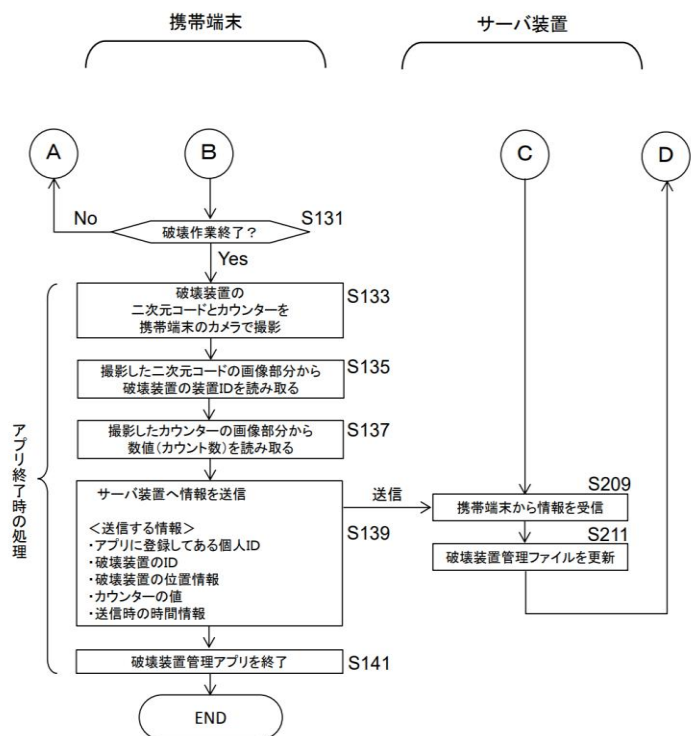 携帯端末
サーバ装置
A
B
C
D
No
破壊作業終了？
S131
Yes
アプリ終了時の処理
破壊装置の
二次元コードとカウンターを
携帯端末のカメラで撮影
S133
撮影した二次元コードの画像部分から
破壊装置の装置IDを読み取る
S135
撮影したカウンターの画像部分から
数値(カウント数)を読み取る
S137
サーバ装置へ情報を送信
＜送信する情報＞
・アプリに登録してある個人ID
・破壊装置のID
・破壊装置の位置情報
・カウンターの値
・送信時の時間情報
S139
送信
S209
携帯端末から情報を受信
S211
破壊装置管理ファイルを更新
破壊装置管理アプリを終了
S141
END